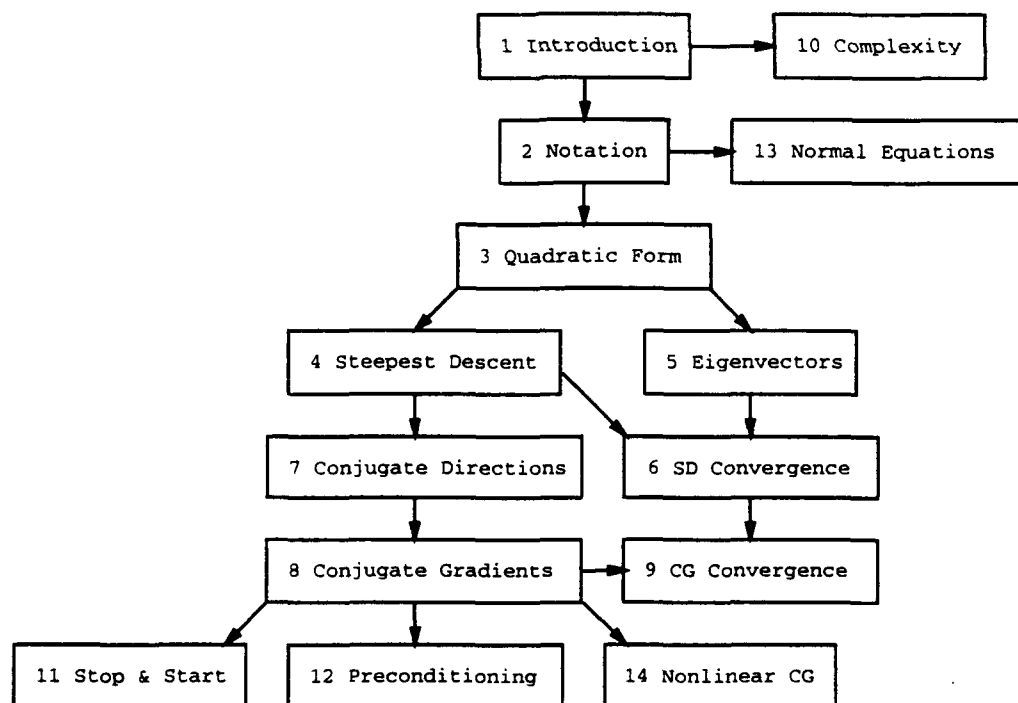 1 Introduction
10 Complexity
2 Notation
13 Normal Equations
3 Quadratic Form
4 Steepest Descent
5 Eigenvectors
7 Conjugate Directions
6 SD Convergence
8 Conjugate Gradients
9 CG Convergence
11 Stop & Start
12 Preconditioning
14 Nonlinear CG